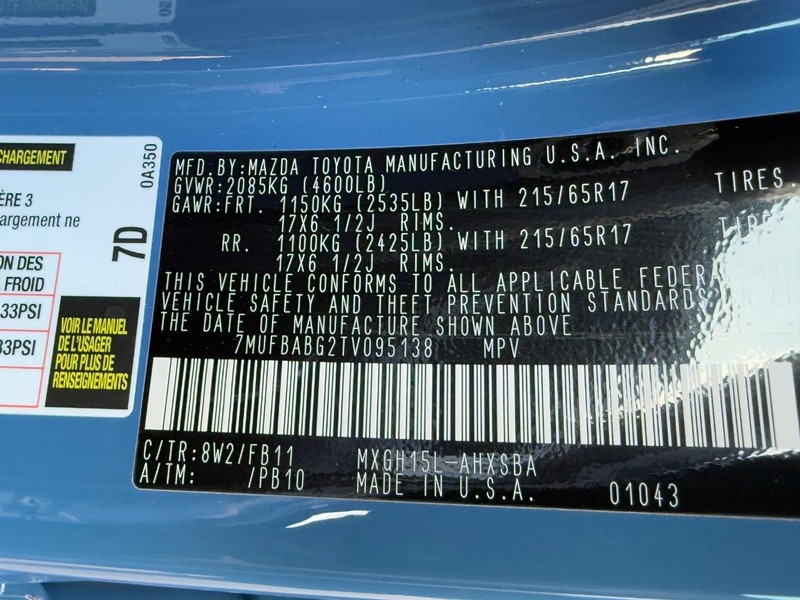 CHARGEMENT
ÈRE 3
argement ne
ON DES
FROID
33PSI
33PSI
0A350
7D
VOIR LE MANUEL
DE L'USAGER
POUR PLUS DE
RENSEIGNEMENTS
MFD.BY:MAZDA TOYOTA MANUFACTURING U.S.A. INC.
GVWR:2085KG (4600LB)
GAWR:FRT. 1150KG (2535LB) WITH 215/65R17 TIRES.
17X6 1/2J RIMS.
RR. 1100KG (2425LB) WITH 215/65R17 TIRE
17X6 1/2J RIMS.
THIS VEHICLE CONFORMS TO ALL APPLICABLE FEDERA
VEHICLE SAFETY AND THEFT PREVENTION STANDARDS
THE DATE OF MANUFACTURE SHOWN ABOVE
7MUFBABG2TV095138 MPV
C/TR:8W2/FB11 MXGH15L-AHXSBA
A/TM: /PB10 MADE IN U.S.A. 01043